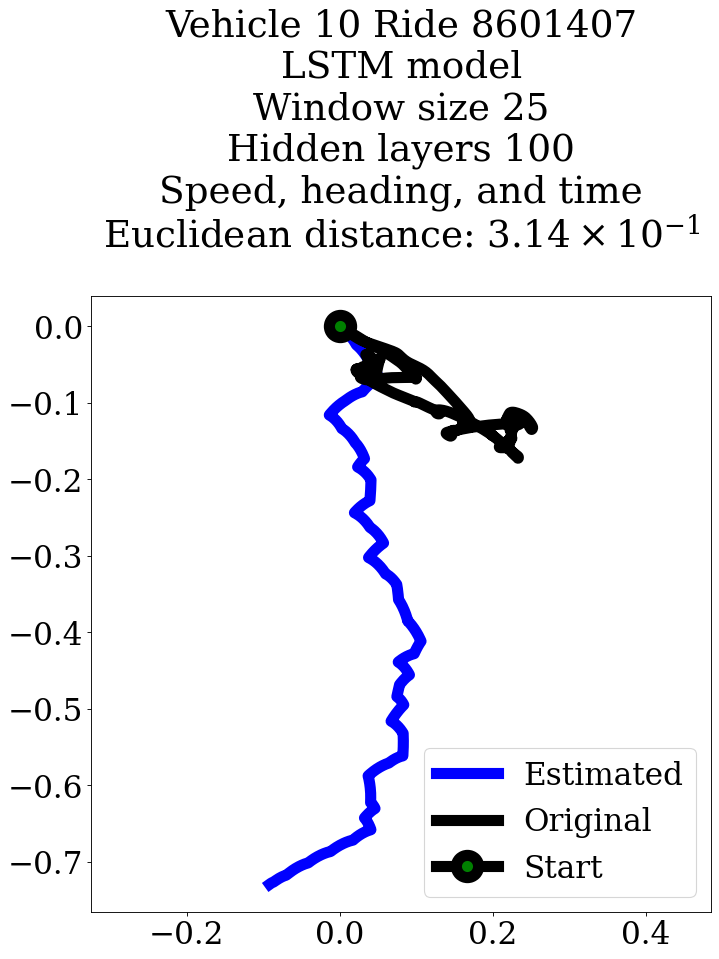 Vehicle 10 Ride 8601407
LSTM model
Window size 25
Hidden layers 100
Speed, heading, and time
Euclidean distance: 3.14 × 10⁻¹
0.0
−0.1
−0.2
−0.3
−0.4
−0.5
−0.6
−0.7
Estimated
Original
Start
−0.2
0.0
0.2
0.4